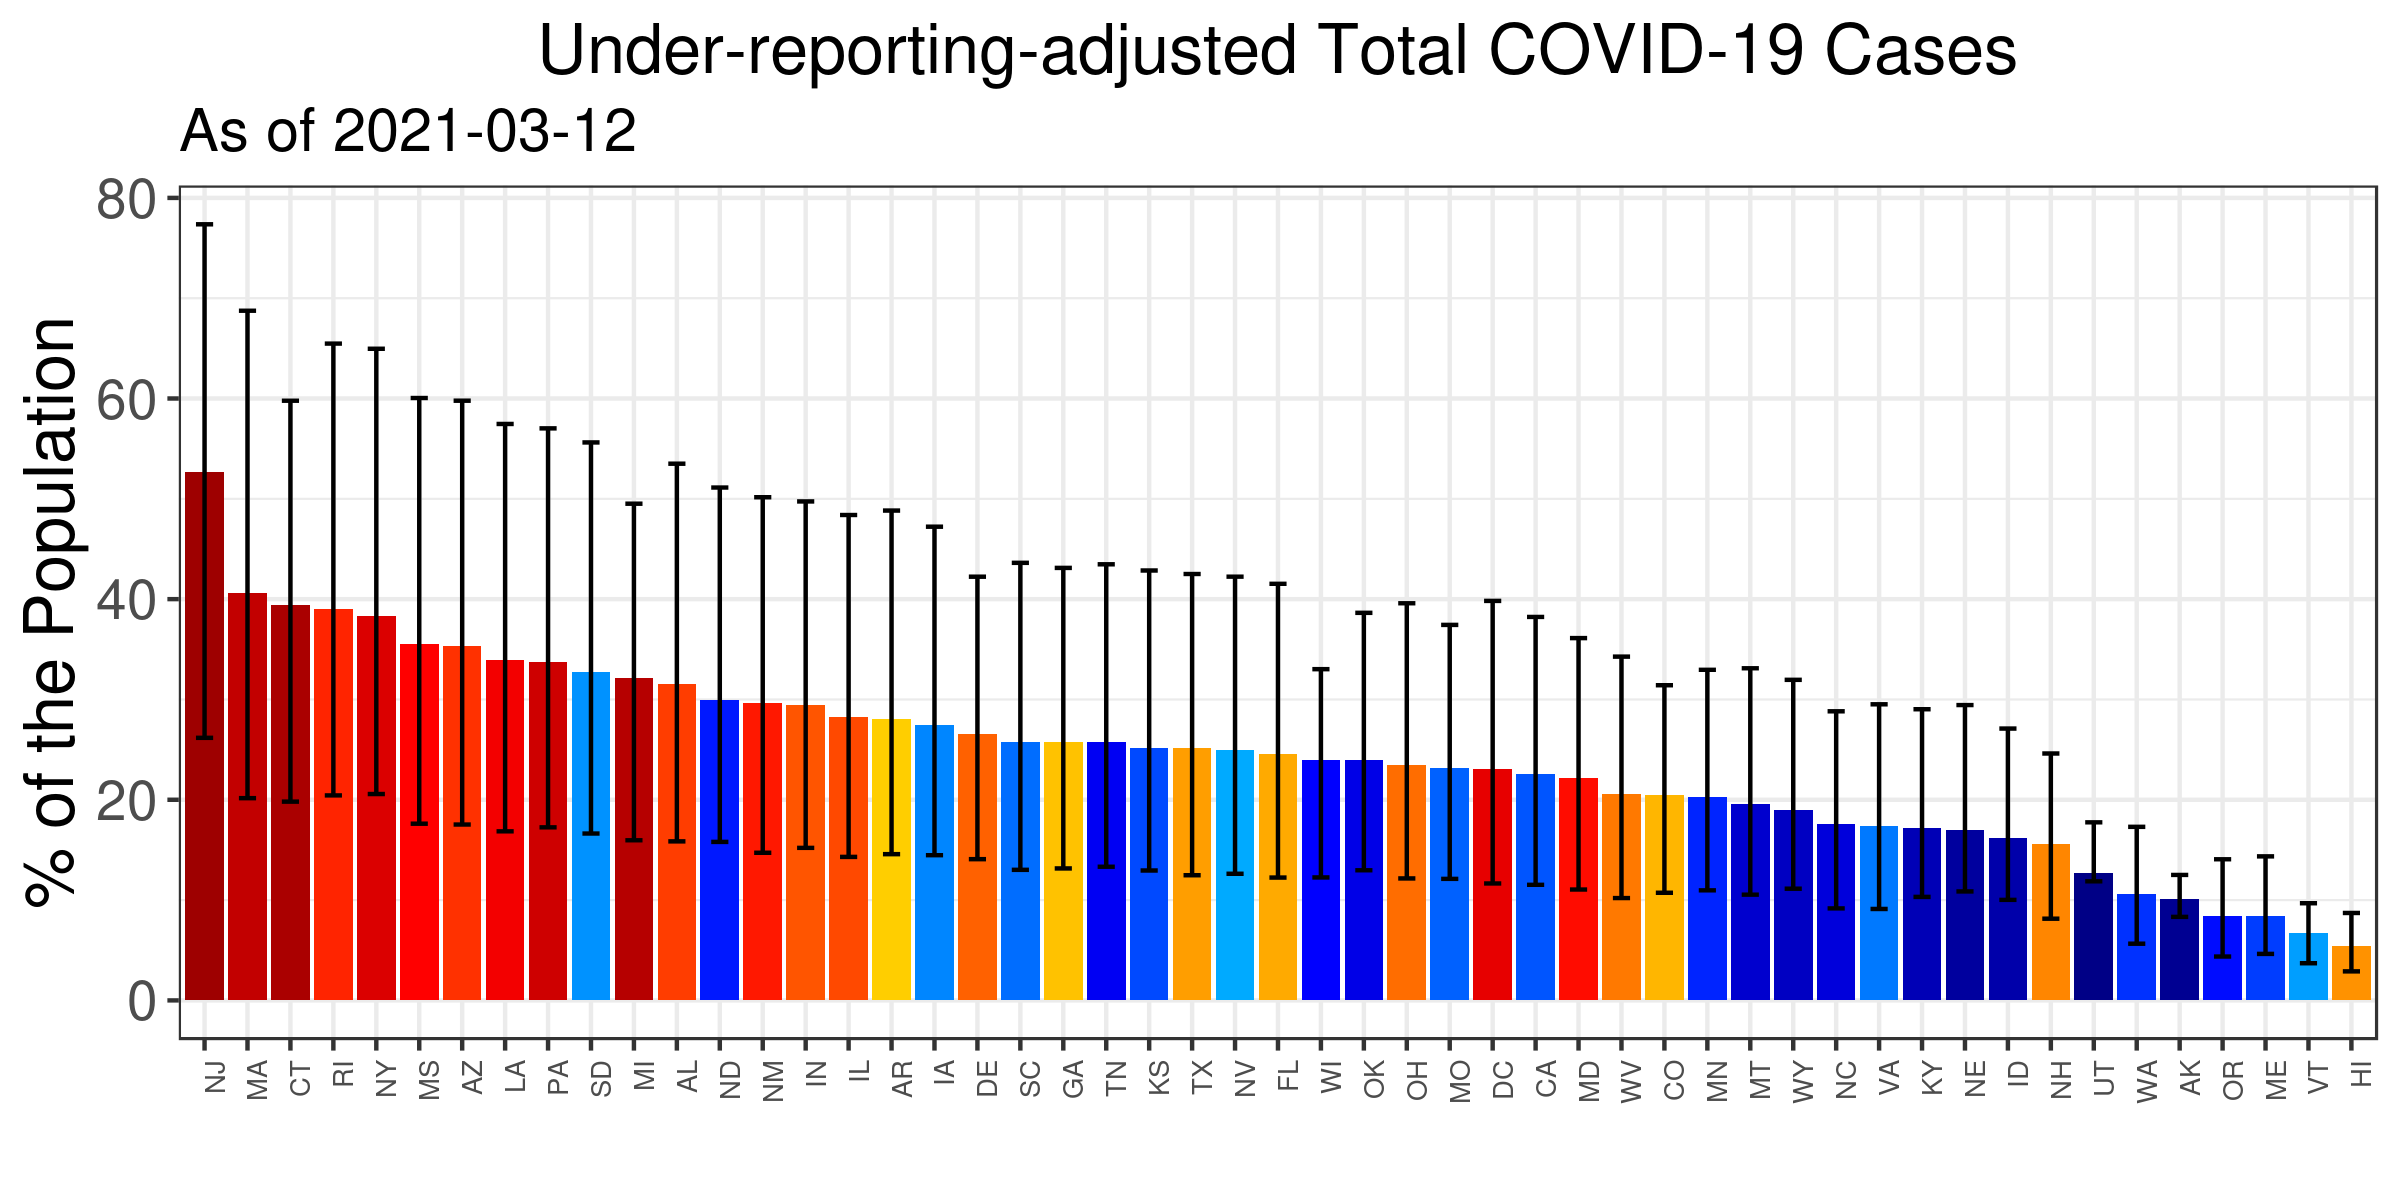 Under-reporting-adjusted Total COVID-19 Cases
As of 2021-03-12
% of the Population
80
60
40
20
0
NJ MA CT RI NY MS AZ LA PA SD MI AL ND NM IN IL AR IA DE SC GA TN KS TX NV FL WI OK OH MO DC CA MD WV CO MN MT WY NC VA KY NE ID NH UT WA AK OR ME VT HI